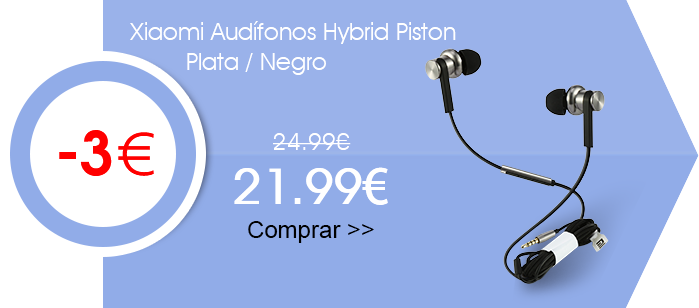 Xiaomi Audífonos Hybrid Piston
Plata / Negro
-3€
24.99€
21.99€
Comprar >>